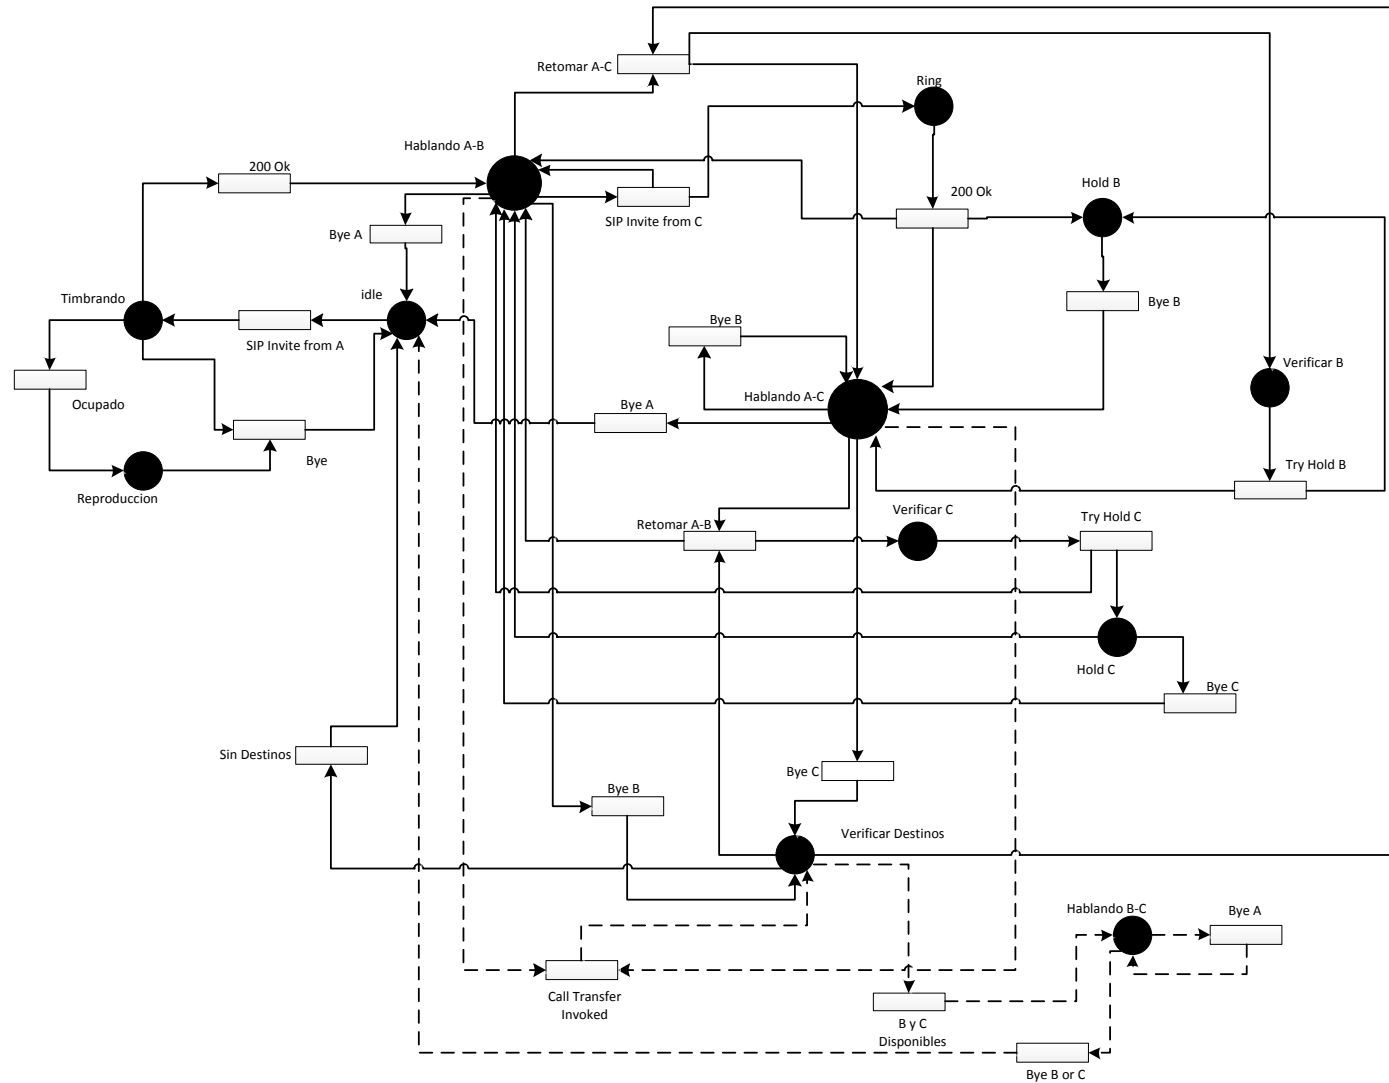 Retomar A-C
Ring
Hablando A-B
200 Ok
Hold B
200 Ok
SIP Invite from C
Bye A
Timbrando
idle
Bye B
Bye B
SIP Invite from A
Verificar B
Ocupado
Hablando A-C
Bye A
Bye
Try Hold B
Reproduccion
Verificar C
Try Hold C
Retomar A-B
Hold C
Bye C
Sin Destinos
Bye C
Bye B
Verificar Destinos
Hablando B-C
Bye A
Call Transfer
Invoked
B y C
Disponibles
Bye B or C